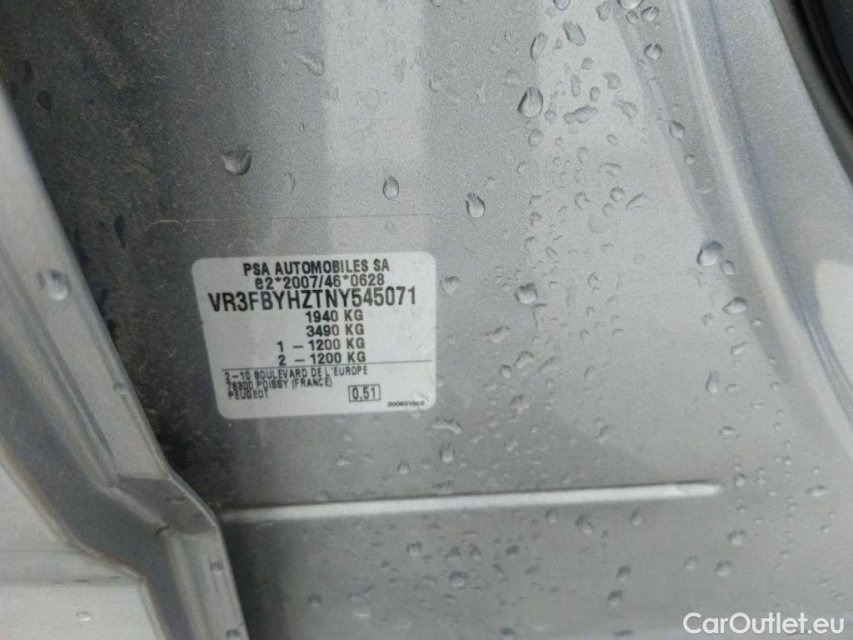 PSA AUTOMOBILES SA
e2*2007/46*0628
VR3FBYHZTNY545071
1940 KG
3490 KG
1 - 1200 KG
2 - 1200 KG
2-10 BOULEVARD DE L'EUROPE
78300 POISSY (FRANCE)
PEUGEOT
0.51
CarOutlet.eu